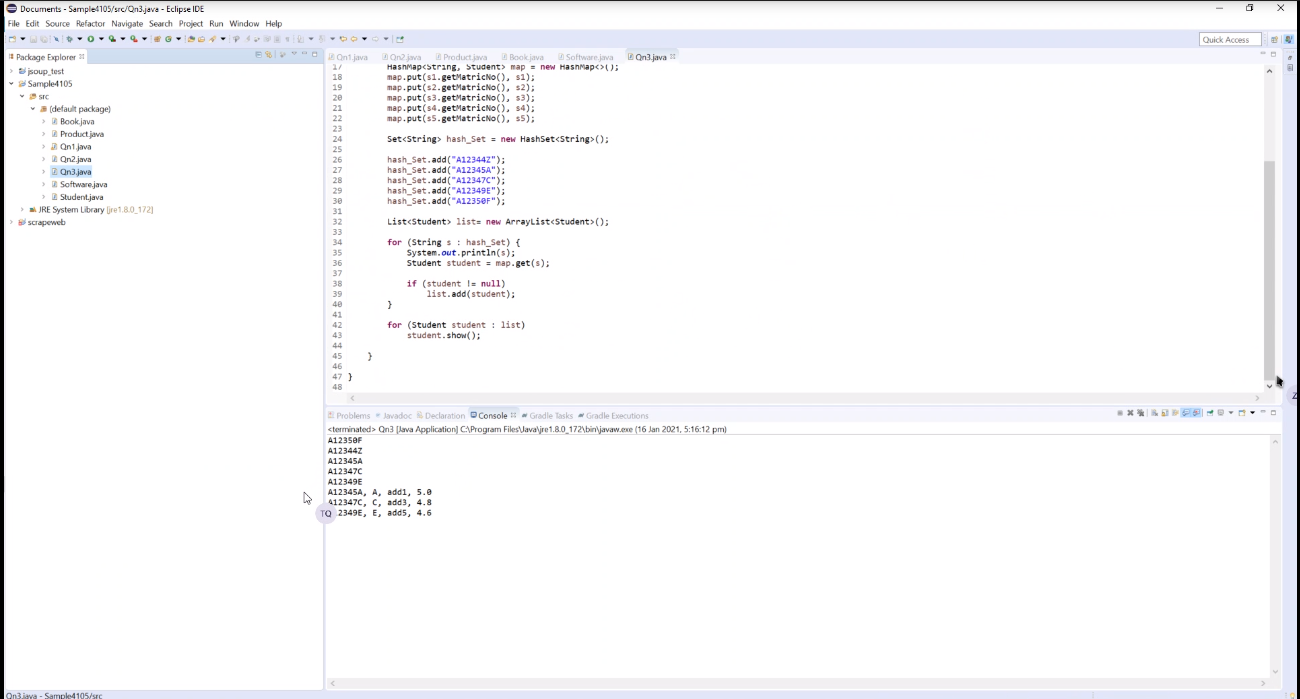 Documents - Sample4105/src/Qn3.java - Eclipse IDE
File Edit Source Refactor Navigate Search Project Run Window Help
Quick Access
Package Explorer
Qn1.java Qn2.java Product.java Book.java Software.java Qn3.java
jsoup_test
Sample4105
src
(default package)
Book.java
Product.java
Qn1.java
Qn2.java
Qn3.java
Software.java
Student.java
JRE System Library [jre1.8.0_172]
scrapeweb
17 HashMap<String, Student> map = new HashMap<>();
18 map.put(s1.getMatricNo(), s1);
19 map.put(s2.getMatricNo(), s2);
20 map.put(s3.getMatricNo(), s3);
21 map.put(s4.getMatricNo(), s4);
22 map.put(s5.getMatricNo(), s5);
23
24 Set<String> hash_Set = new HashSet<String>();
25
26 hash_Set.add("A12344Z");
27 hash_Set.add("A12345A");
28 hash_Set.add("A12347C");
29 hash_Set.add("A12349E");
30 hash_Set.add("A12350F");
31
32 List<Student> list= new ArrayList<Student>();
33
34 for (String s : hash_Set) {
35 System.out.println(s);
36 Student student = map.get(s);
37
38 if (student != null)
39 list.add(student);
40 }
41
42 for (Student student : list)
43 student.show();
44
45 }
46
47 }
48
Problems Javadoc Declaration Console Gradle Tasks Gradle Executions
<terminated> Qn3 [Java Application] C:\Program Files\Java\jre1.8.0_172\bin\javaw.exe (16 Jan 2021, 5:16:12 pm)
A12350F
A12344Z
A12345A
A12347C
A12349E
A12345A, A, add1, 5.0
A12347C, C, add3, 4.8
TQ 2349E, E, add5, 4.6
Z
Qn3.java - Sample4105/src